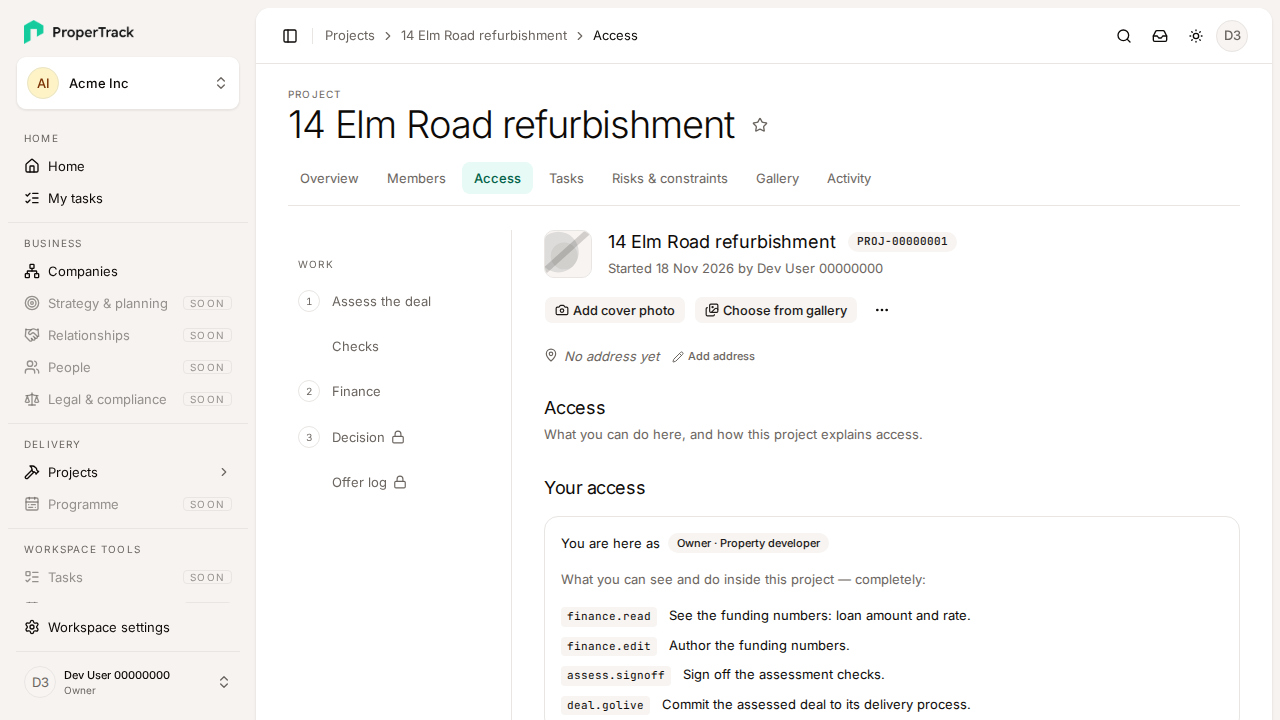 ProperTrack
AI
Acme Inc
HOME
Home
My tasks
BUSINESS
Companies
Strategy & planning SOON
Relationships SOON
People SOON
Legal & compliance SOON
DELIVERY
Projects
Programme SOON
WORKSPACE TOOLS
Tasks SOON
Workspace settings
D3
Dev User 00000000
Owner
Projects > 14 Elm Road refurbishment > Access
D3
PROJECT
14 Elm Road refurbishment
Overview Members Access Tasks Risks & constraints Gallery Activity
WORK
1 Assess the deal
Checks
2 Finance
3 Decision
Offer log
14 Elm Road refurbishment PROJ-00000001
Started 18 Nov 2026 by Dev User 00000000
Add cover photo Choose from gallery
No address yet Add address
Access
What you can do here, and how this project explains access.
Your access
You are here as Owner · Property developer
What you can see and do inside this project — completely:
finance.read See the funding numbers: loan amount and rate.
finance.edit Author the funding numbers.
assess.signoff Sign off the assessment checks.
deal.golive Commit the assessed deal to its delivery process.